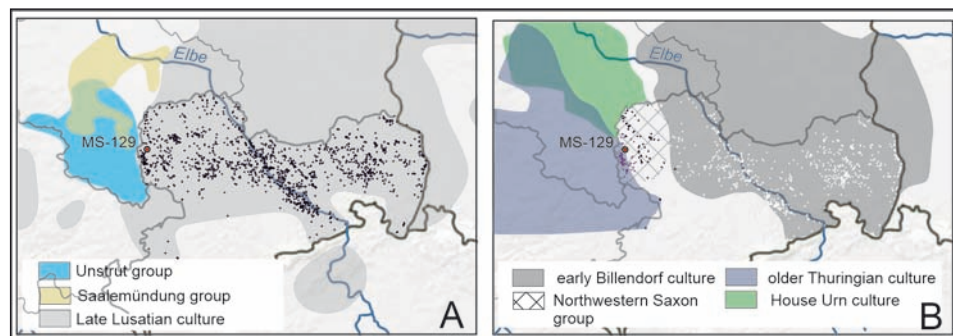 Elbe
MS-129
Unstrut group
Saalemündung group
Late Lusatian culture
A
Elbe
MS-129
early Billendorf culture
older Thuringian culture
Northwestern Saxon
group
House Urn culture
B